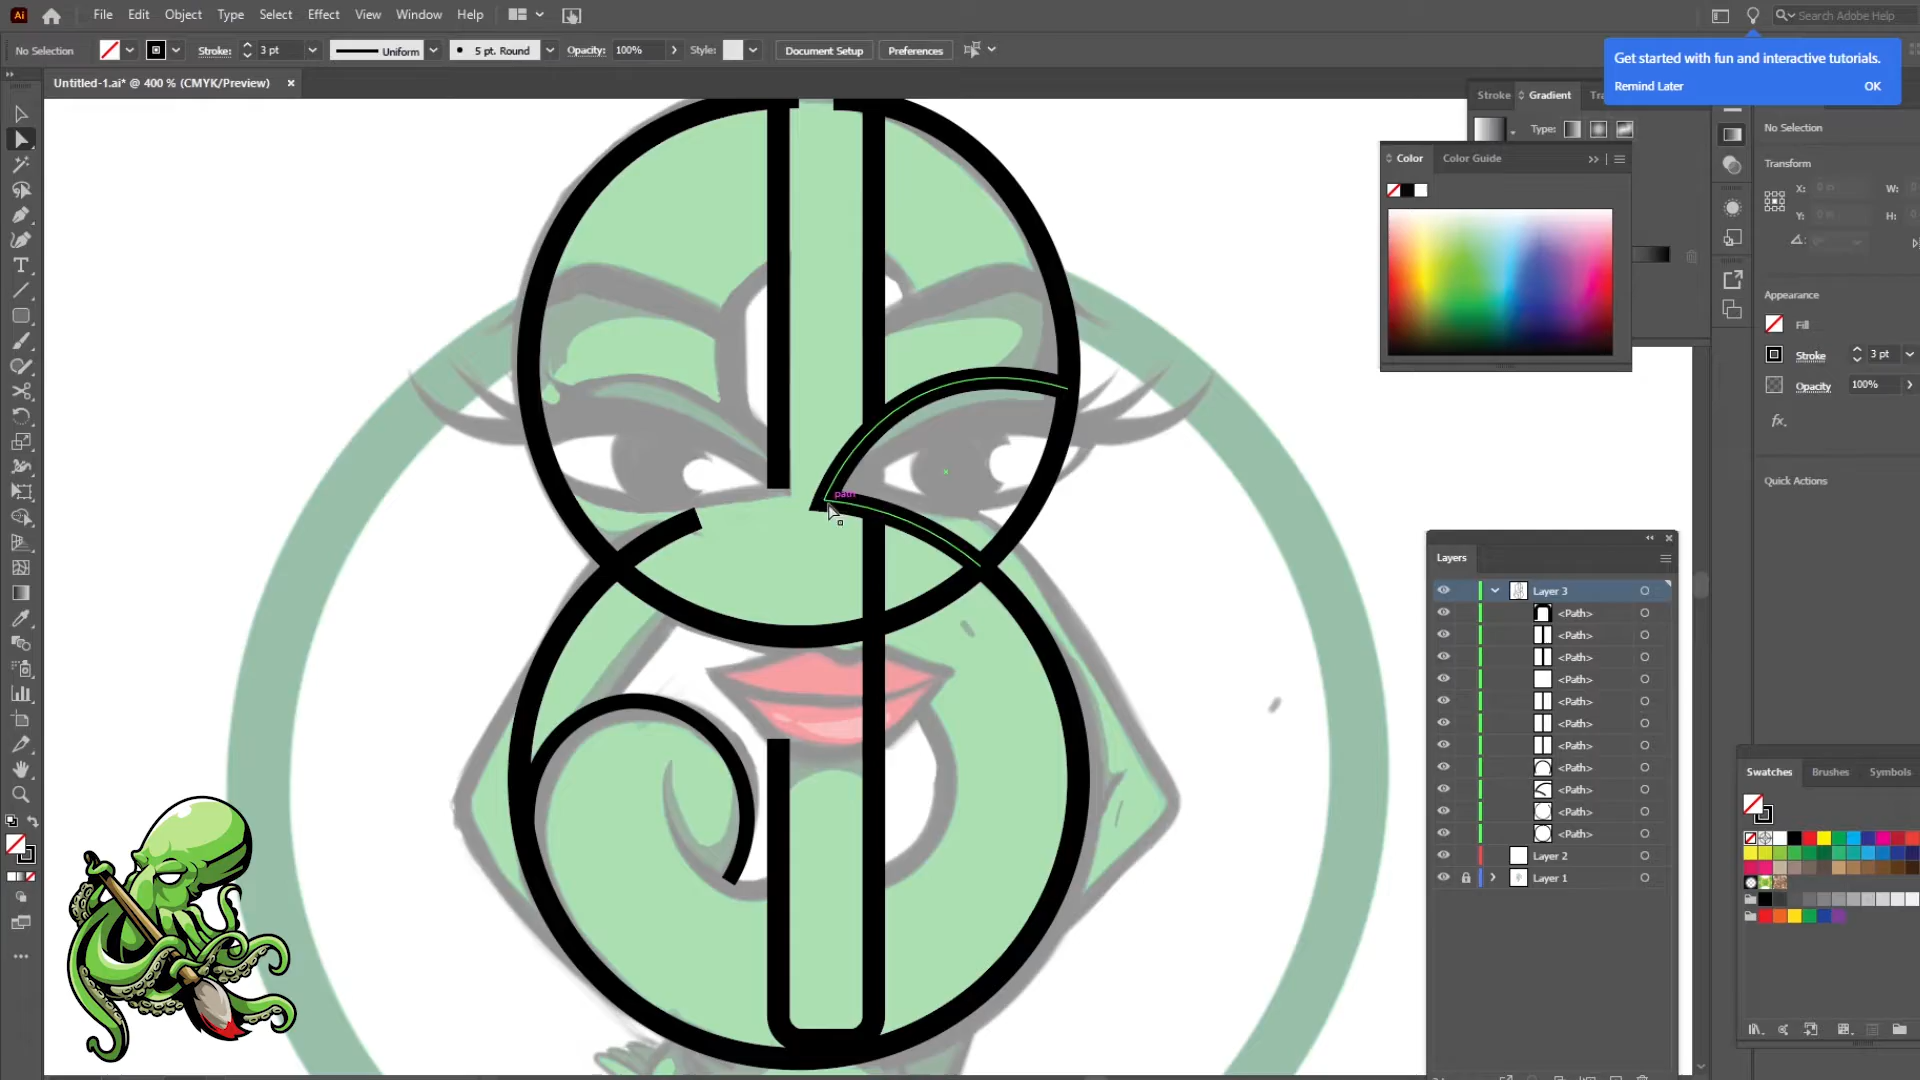 Ai File Edit Object Type Select Effect View Window Help Search Adobe Help
No Selection Stroke: 3 pt Uniform 5 pt. Round Opacity: 100% Style: Document Setup Preferences
Get started with fun and interactive tutorials.
Remind Later OK
Untitled-1.ai* @ 400 % (CMYK/Preview)
Stroke Gradient
Type:
No Selection
Color Color Guide
Transform
X: 0 in W:
Y: 0 in H:
Appearance
Fill
Stroke 3 pt
Opacity 100%
fx.
Quick Actions
path
Layers
Layer 3
<Path>
<Path>
<Path>
<Path>
<Path>
<Path>
<Path>
<Path>
<Path>
<Path>
<Path>
Layer 2
Layer 1
Swatches Brushes Symbols